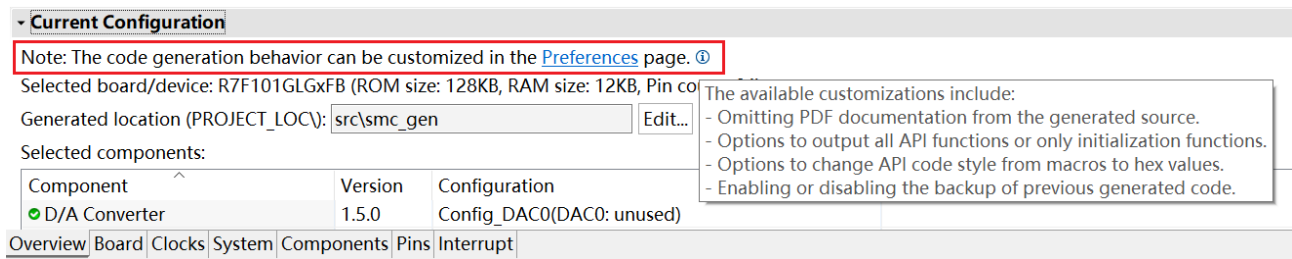 Current Configuration
Note: The code generation behavior can be customized in the Preferences page.
Selected board/device: R7F101GLGxFB (ROM size: 128KB, RAM size: 12KB, Pin
The available customizations include:
- Omitting PDF documentation from the generated source.
- Options to output all API functions or only initialization functions.
- Options to change API code style from macros to hex values.
- Enabling or disabling the backup of previous generated code.
Generated location (PROJECT_LOC\): src\smc_gen Edit...
Selected components:
Component Version Configuration
D/A Converter 1.5.0 Config_DAC0(DAC0: unused)
Overview Board Clocks System Components Pins Interrupt